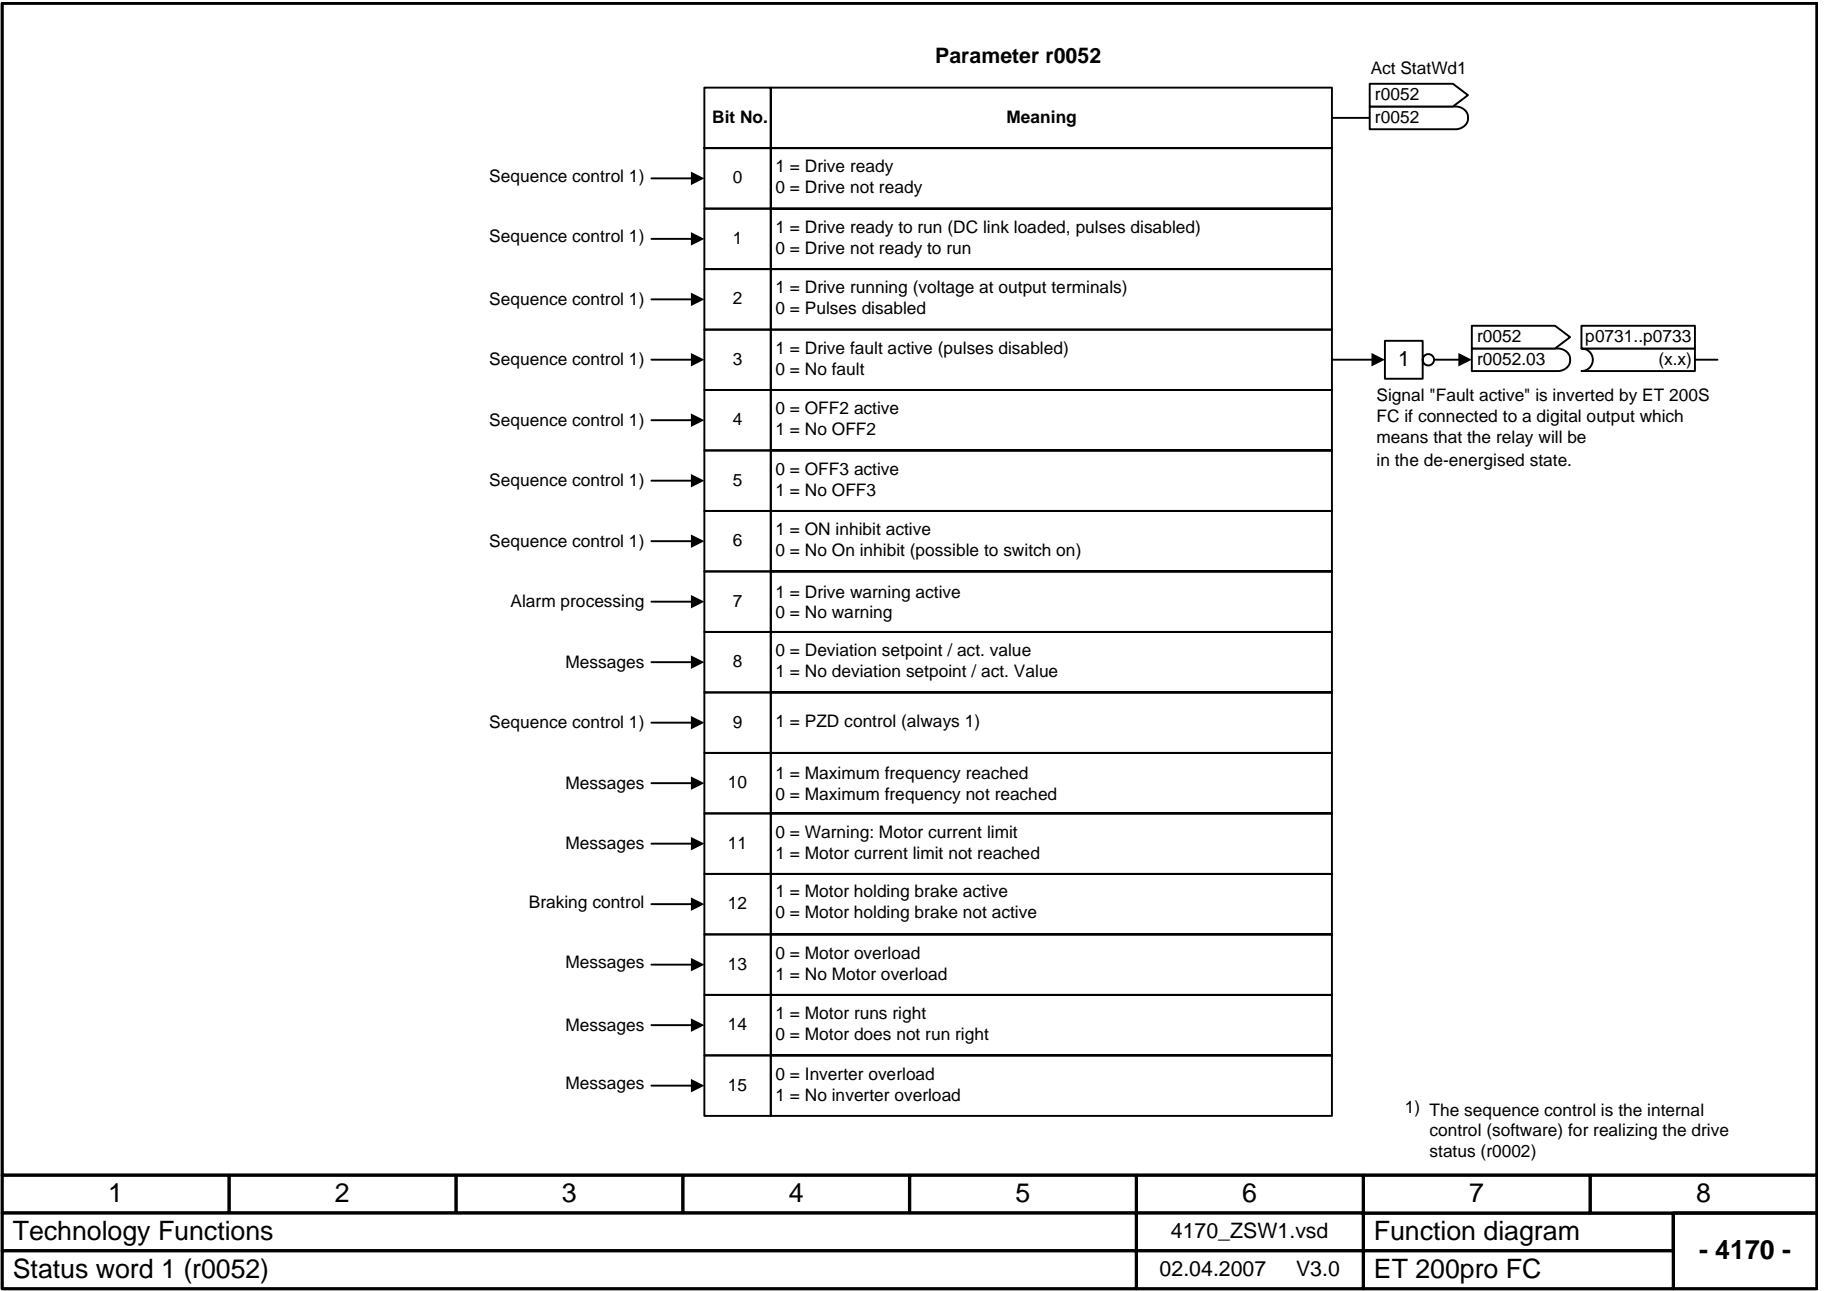 Parameter r0052
Act StatWd1
r0052
r0052
Bit No.
Meaning
Sequence control 1)
0
1 = Drive ready
0 = Drive not ready
Sequence control 1)
1
1 = Drive ready to run (DC link loaded, pulses disabled)
0 = Drive not ready to run
Sequence control 1)
2
1 = Drive running (voltage at output terminals)
0 = Pulses disabled
Sequence control 1)
3
1 = Drive fault active (pulses disabled)
0 = No fault
1
r0052
r0052.03
p0731..p0733
(x.x)
Signal "Fault active" is inverted by ET 200S
FC if connected to a digital output which
means that the relay will be
in the de-energised state.
Sequence control 1)
4
0 = OFF2 active
1 = No OFF2
Sequence control 1)
5
0 = OFF3 active
1 = No OFF3
Sequence control 1)
6
1 = ON inhibit active
0 = No On inhibit (possible to switch on)
Alarm processing
7
1 = Drive warning active
0 = No warning
Messages
8
0 = Deviation setpoint / act. value
1 = No deviation setpoint / act. Value
Sequence control 1)
9
1 = PZD control (always 1)
Messages
10
1 = Maximum frequency reached
0 = Maximum frequency not reached
Messages
11
0 = Warning: Motor current limit
1 = Motor current limit not reached
Braking control
12
1 = Motor holding brake active
0 = Motor holding brake not active
Messages
13
0 = Motor overload
1 = No Motor overload
Messages
14
1 = Motor runs right
0 = Motor does not run right
Messages
15
0 = Inverter overload
1 = No inverter overload
1) The sequence control is the internal
control (software) for realizing the drive
status (r0002)
1 2 3 4 5 6 7 8
Technology Functions
4170_ZSW1.vsd
Function diagram
- 4170 -
Status word 1 (r0052)
02.04.2007 V3.0
ET 200pro FC